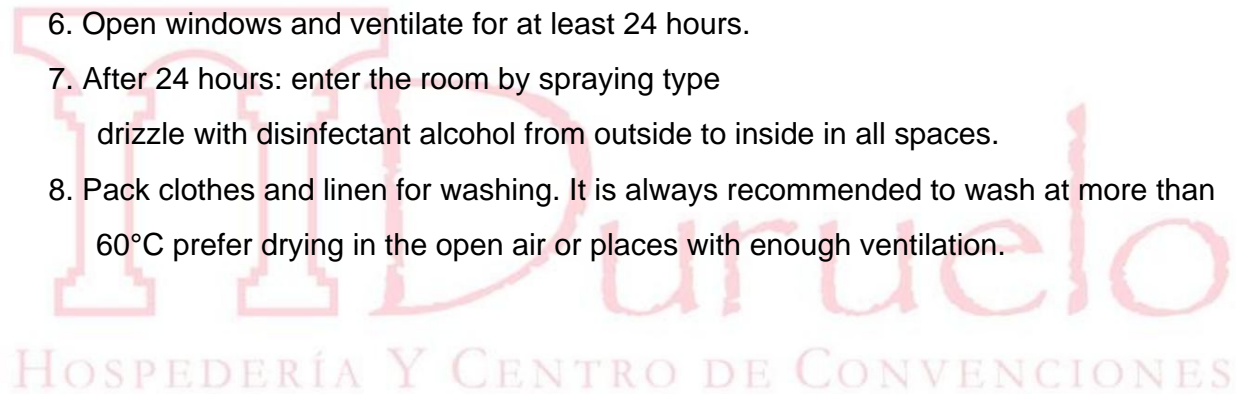 6. Open windows and ventilate for at least 24 hours.
7. After 24 hours: enter the room by spraying type
drizzle with disinfectant alcohol from outside to inside in all spaces.
8. Pack clothes and linen for washing. It is always recommended to wash at more than
60°C prefer drying in the open air or places with enough ventilation.
Duruelo
HOSPEDERÍA Y CENTRO DE CONVENCIONES